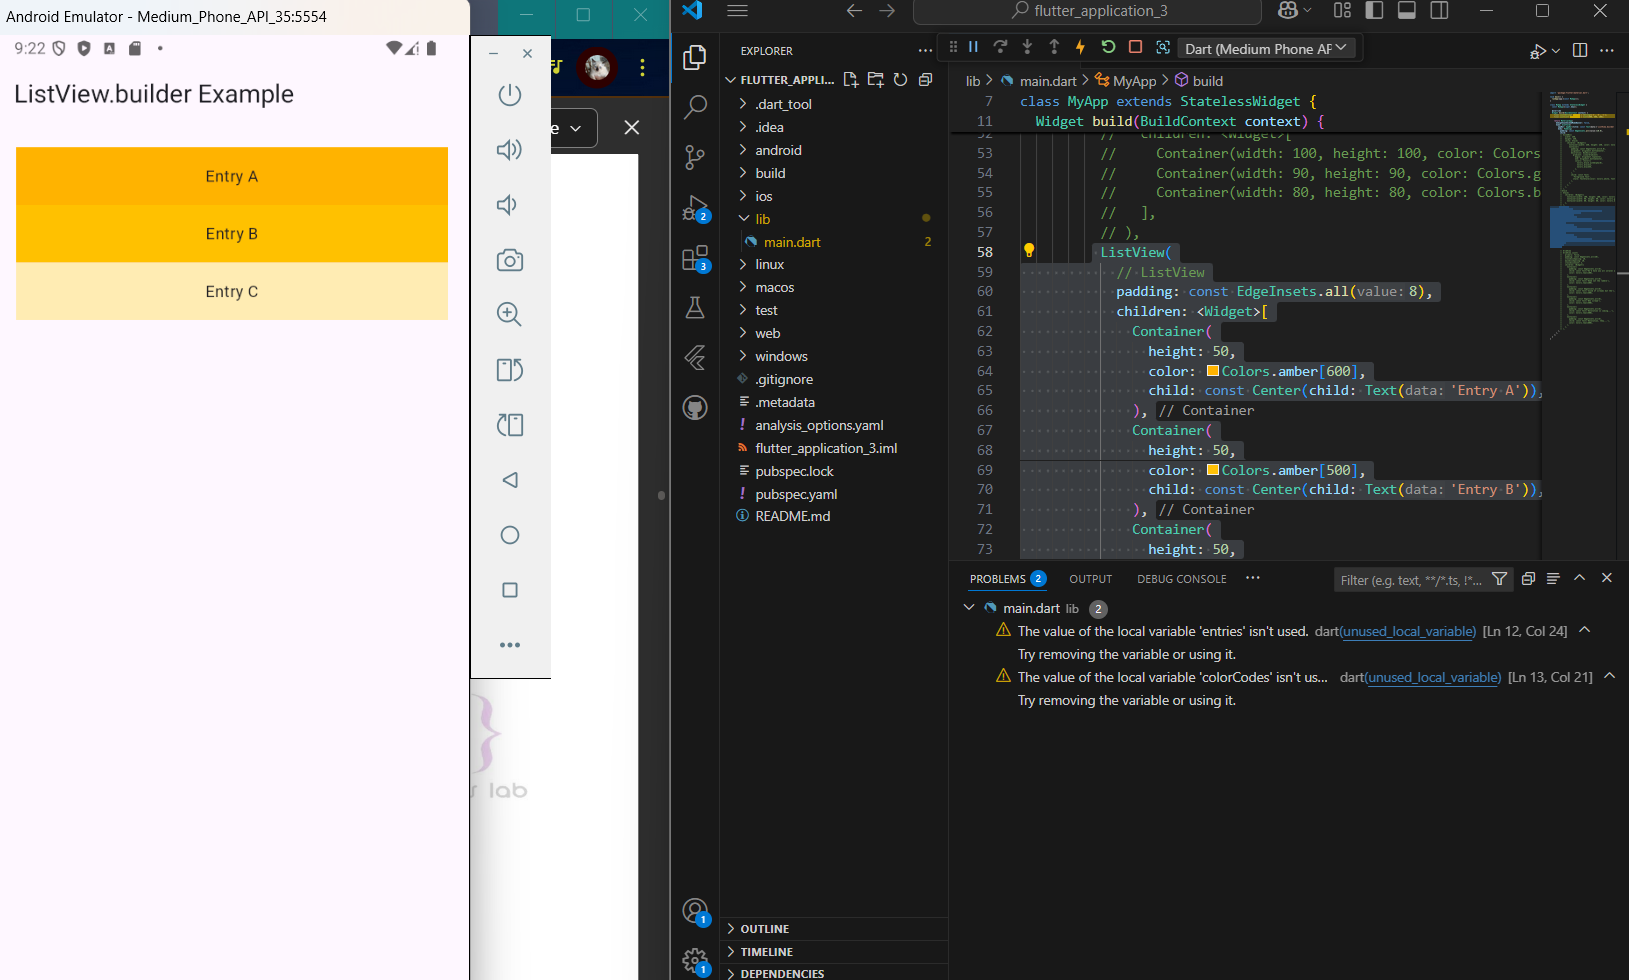 Android Emulator - Medium_Phone_API_35:5554
9:22
ListView.builder Example
Entry A
Entry B
Entry C
flutter_application_3
EXPLORER
FLUTTER_APPLI...
.dart_tool
.idea
android
build
ios
lib
main.dart 2
linux
macos
test
web
windows
.gitignore
.metadata
analysis_options.yaml
flutter_application_3.iml
pubspec.lock
pubspec.yaml
README.md
OUTLINE
TIMELINE
DEPENDENCIES
2
3
1
1
Dart (Medium Phone AP
lib > main.dart > MyApp > build
7 class MyApp extends StatelessWidget {
11 Widget build(BuildContext context) {
52 // children: <Widget>[
53 // Container(width: 100, height: 100, color: Colors
54 // Container(width: 90, height: 90, color: Colors.g
55 // Container(width: 80, height: 80, color: Colors.b
56 // ],
57 // ),
58 ListView(
59 // ListView
60 padding: const EdgeInsets.all(value: 8),
61 children: <Widget>[
62 Container(
63 height: 50,
64 color: Colors.amber[600],
65 child: const Center(child: Text(data: 'Entry A')),
66 ), // Container
67 Container(
68 height: 50,
69 color: Colors.amber[500],
70 child: const Center(child: Text(data: 'Entry B')),
71 ), // Container
72 Container(
73 height: 50,
PROBLEMS 2 OUTPUT DEBUG CONSOLE ··· Filter (e.g. text, **/*.ts, !*...
main.dart lib 2
The value of the local variable 'entries' isn't used. dart(unused_local_variable) [Ln 12, Col 24]
Try removing the variable or using it.
The value of the local variable 'colorCodes' isn't us... dart(unused_local_variable) [Ln 13, Col 21]
Try removing the variable or using it.
lab